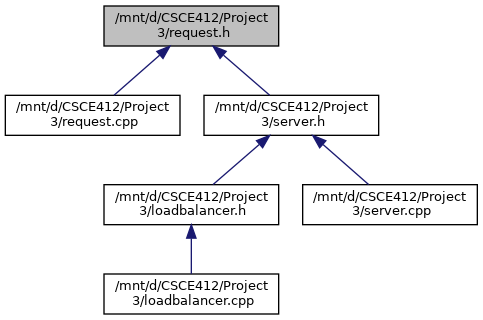 /mnt/d/CSCE412/Project
3/request.h
/mnt/d/CSCE412/Project
3/request.cpp
/mnt/d/CSCE412/Project
3/server.h
/mnt/d/CSCE412/Project
3/loadbalancer.h
/mnt/d/CSCE412/Project
3/server.cpp
/mnt/d/CSCE412/Project
3/loadbalancer.cpp